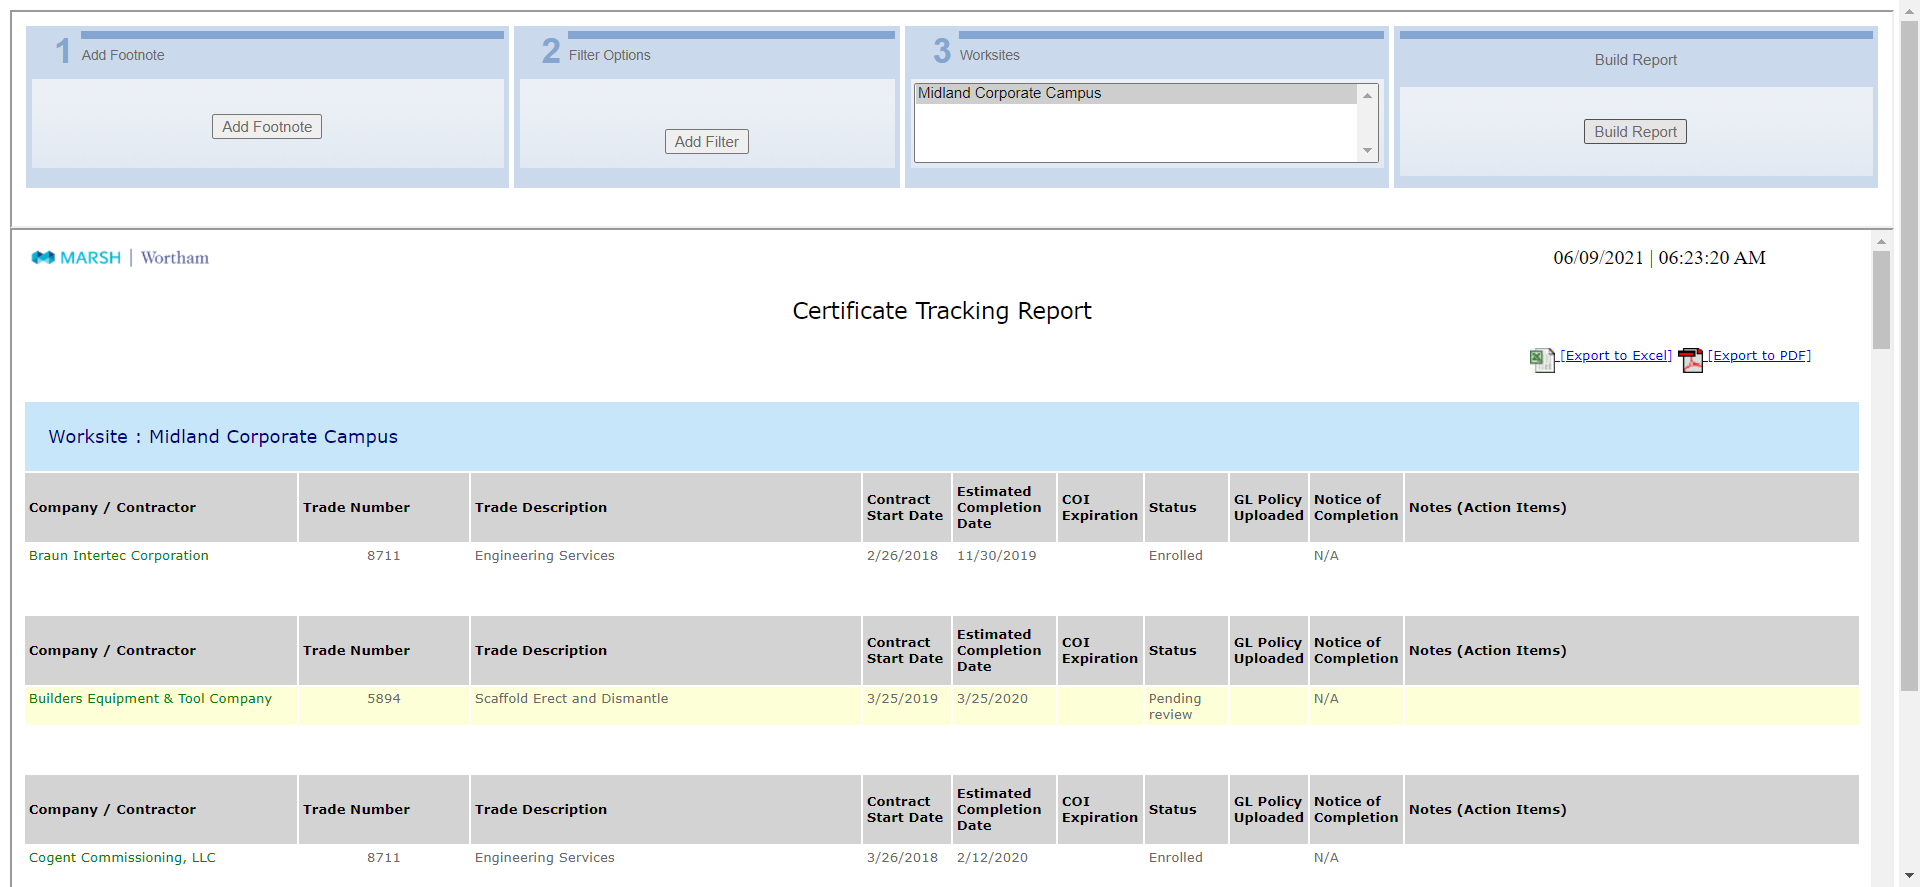 1 Add Footnote
Add Footnote
2 Filter Options
Add Filter
3 Worksites
Midland Corporate Campus
Build Report
Build Report
MARSH | Wortham
06/09/2021 | 06:23:20 AM
Certificate Tracking Report
[Export to Excel] [Export to PDF]
Worksite : Midland Corporate Campus
Company / Contractor Trade Number Trade Description Contract Start Date Estimated Completion Date COI Expiration Status GL Policy Uploaded Notice of Completion Notes (Action Items)
Braun Intertec Corporation 8711 Engineering Services 2/26/2018 11/30/2019 Enrolled N/A
Company / Contractor Trade Number Trade Description Contract Start Date Estimated Completion Date COI Expiration Status GL Policy Uploaded Notice of Completion Notes (Action Items)
Builders Equipment & Tool Company 5894 Scaffold Erect and Dismantle 3/25/2019 3/25/2020 Pending review N/A
Company / Contractor Trade Number Trade Description Contract Start Date Estimated Completion Date COI Expiration Status GL Policy Uploaded Notice of Completion Notes (Action Items)
Cogent Commissioning, LLC 8711 Engineering Services 3/26/2018 2/12/2020 Enrolled N/A